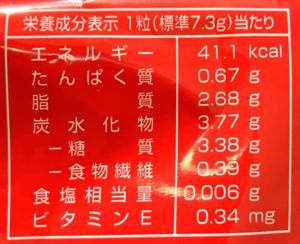 栄養成分表示 1粒(標準7.3g)当たり
エネルギー 41.1 kcal
たんぱく質 0.67 g
脂質 2.68 g
炭水化物 3.77 g
－糖質 3.38 g
－食物繊維 0.39 g
食塩相当量 0.006 g
ビタミンE 0.34 mg